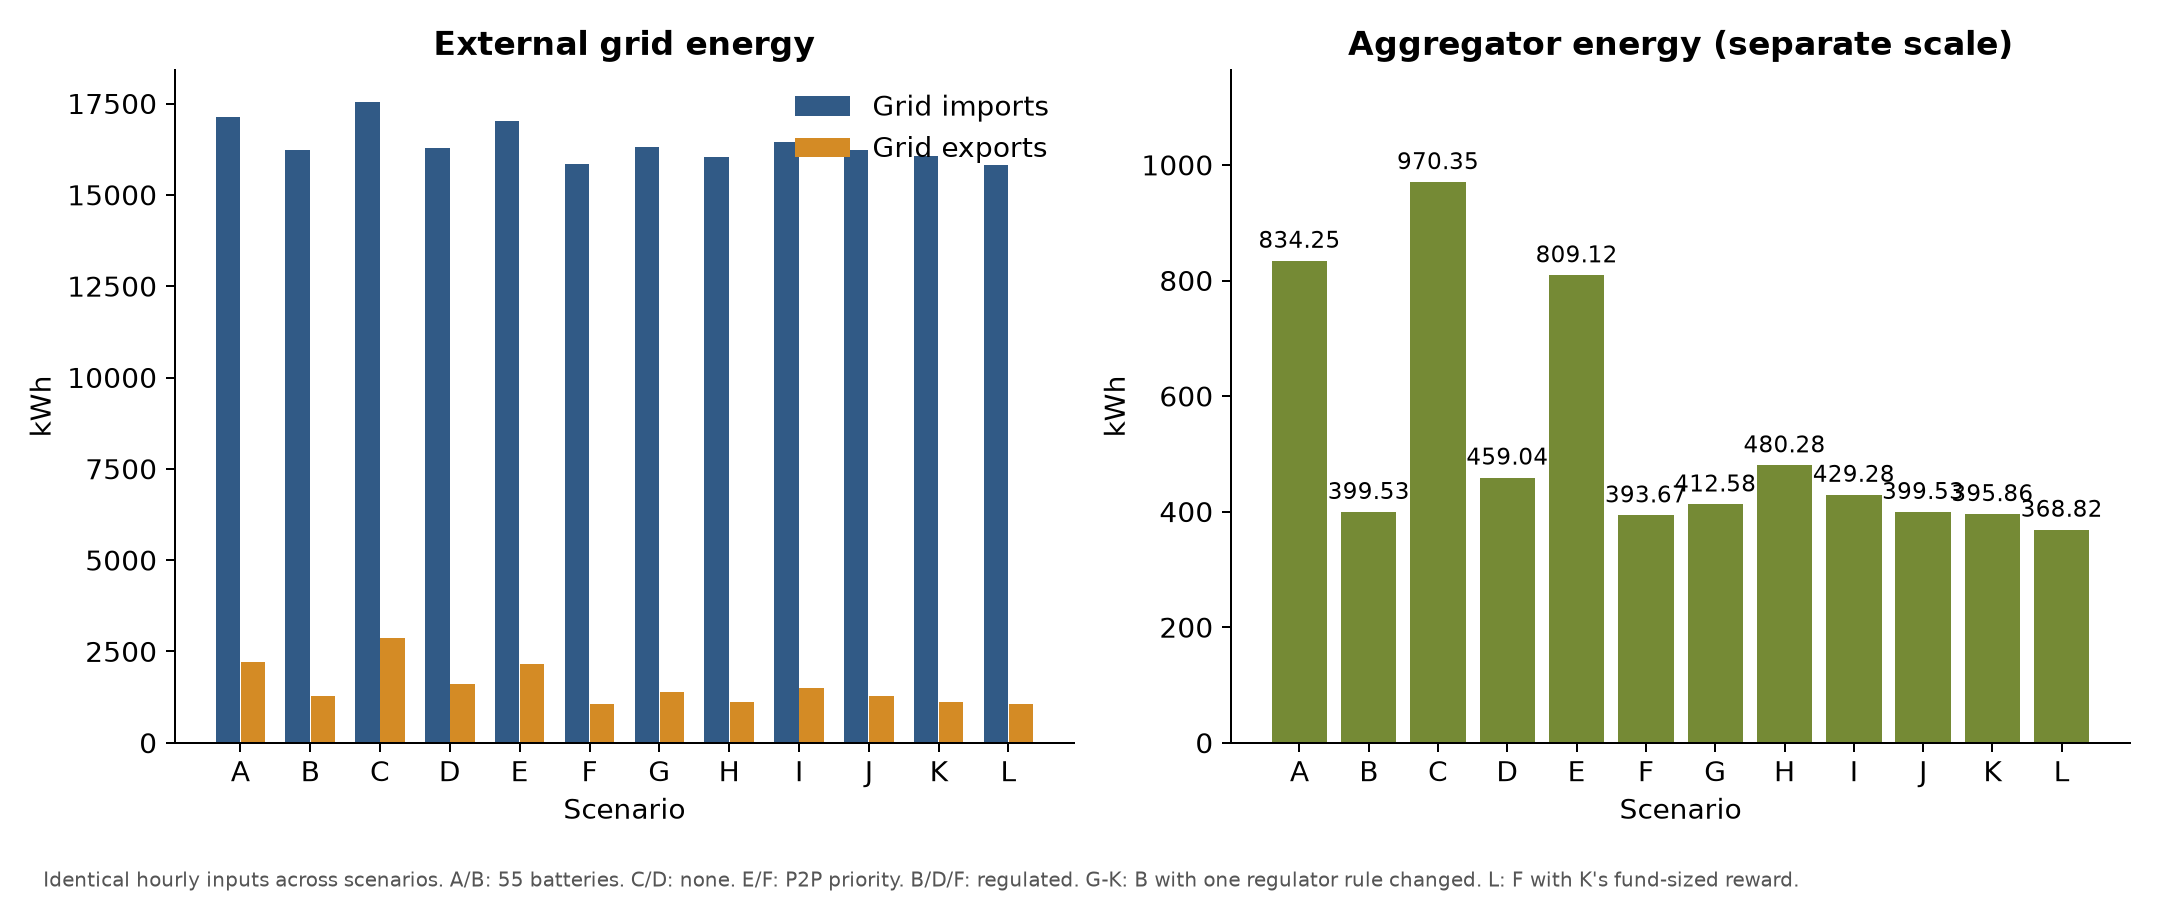 External grid energy
Grid imports
Grid exports
17500
15000
12500
10000
7500
5000
2500
0
kWh
A B C D E F G H I J K L
Scenario
Aggregator energy (separate scale)
1000
800
600
400
200
0
kWh
834.25
399.53
970.35
459.04
809.12
393.67
412.58
480.28
429.28
399.53
395.86
368.82
A B C D E F G H I J K L
Scenario
Identical hourly inputs across scenarios. A/B: 55 batteries. C/D: none. E/F: P2P priority. B/D/F: regulated. G-K: B with one regulator rule changed. L: F with K's fund-sized reward.